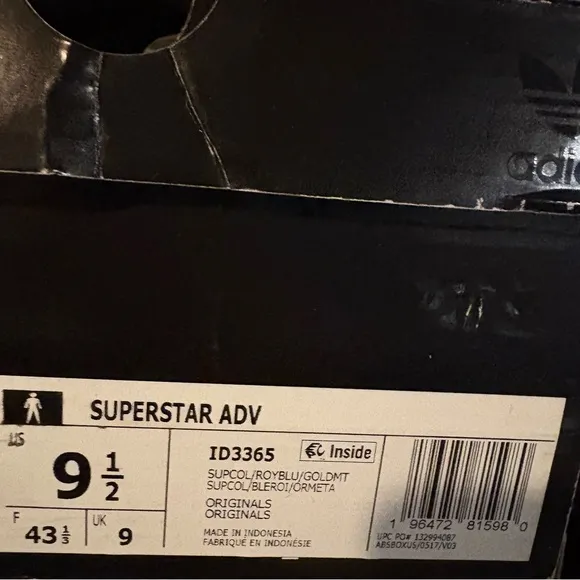 adi
SUPERSTAR ADV
US
9 1/2
F
43 1/3
UK
9
ID3365
Inside
SUPCOL/ROYBLU/GOLDMT
SUPCOL/BLEROI/ORMETA
ORIGINALS
ORIGINALS
MADE IN INDONESIA
FABRIQUE EN INDONÉSIE
1 96472 81598 0
UPC PO# 132994087
ABSBOXUS/0517/V03